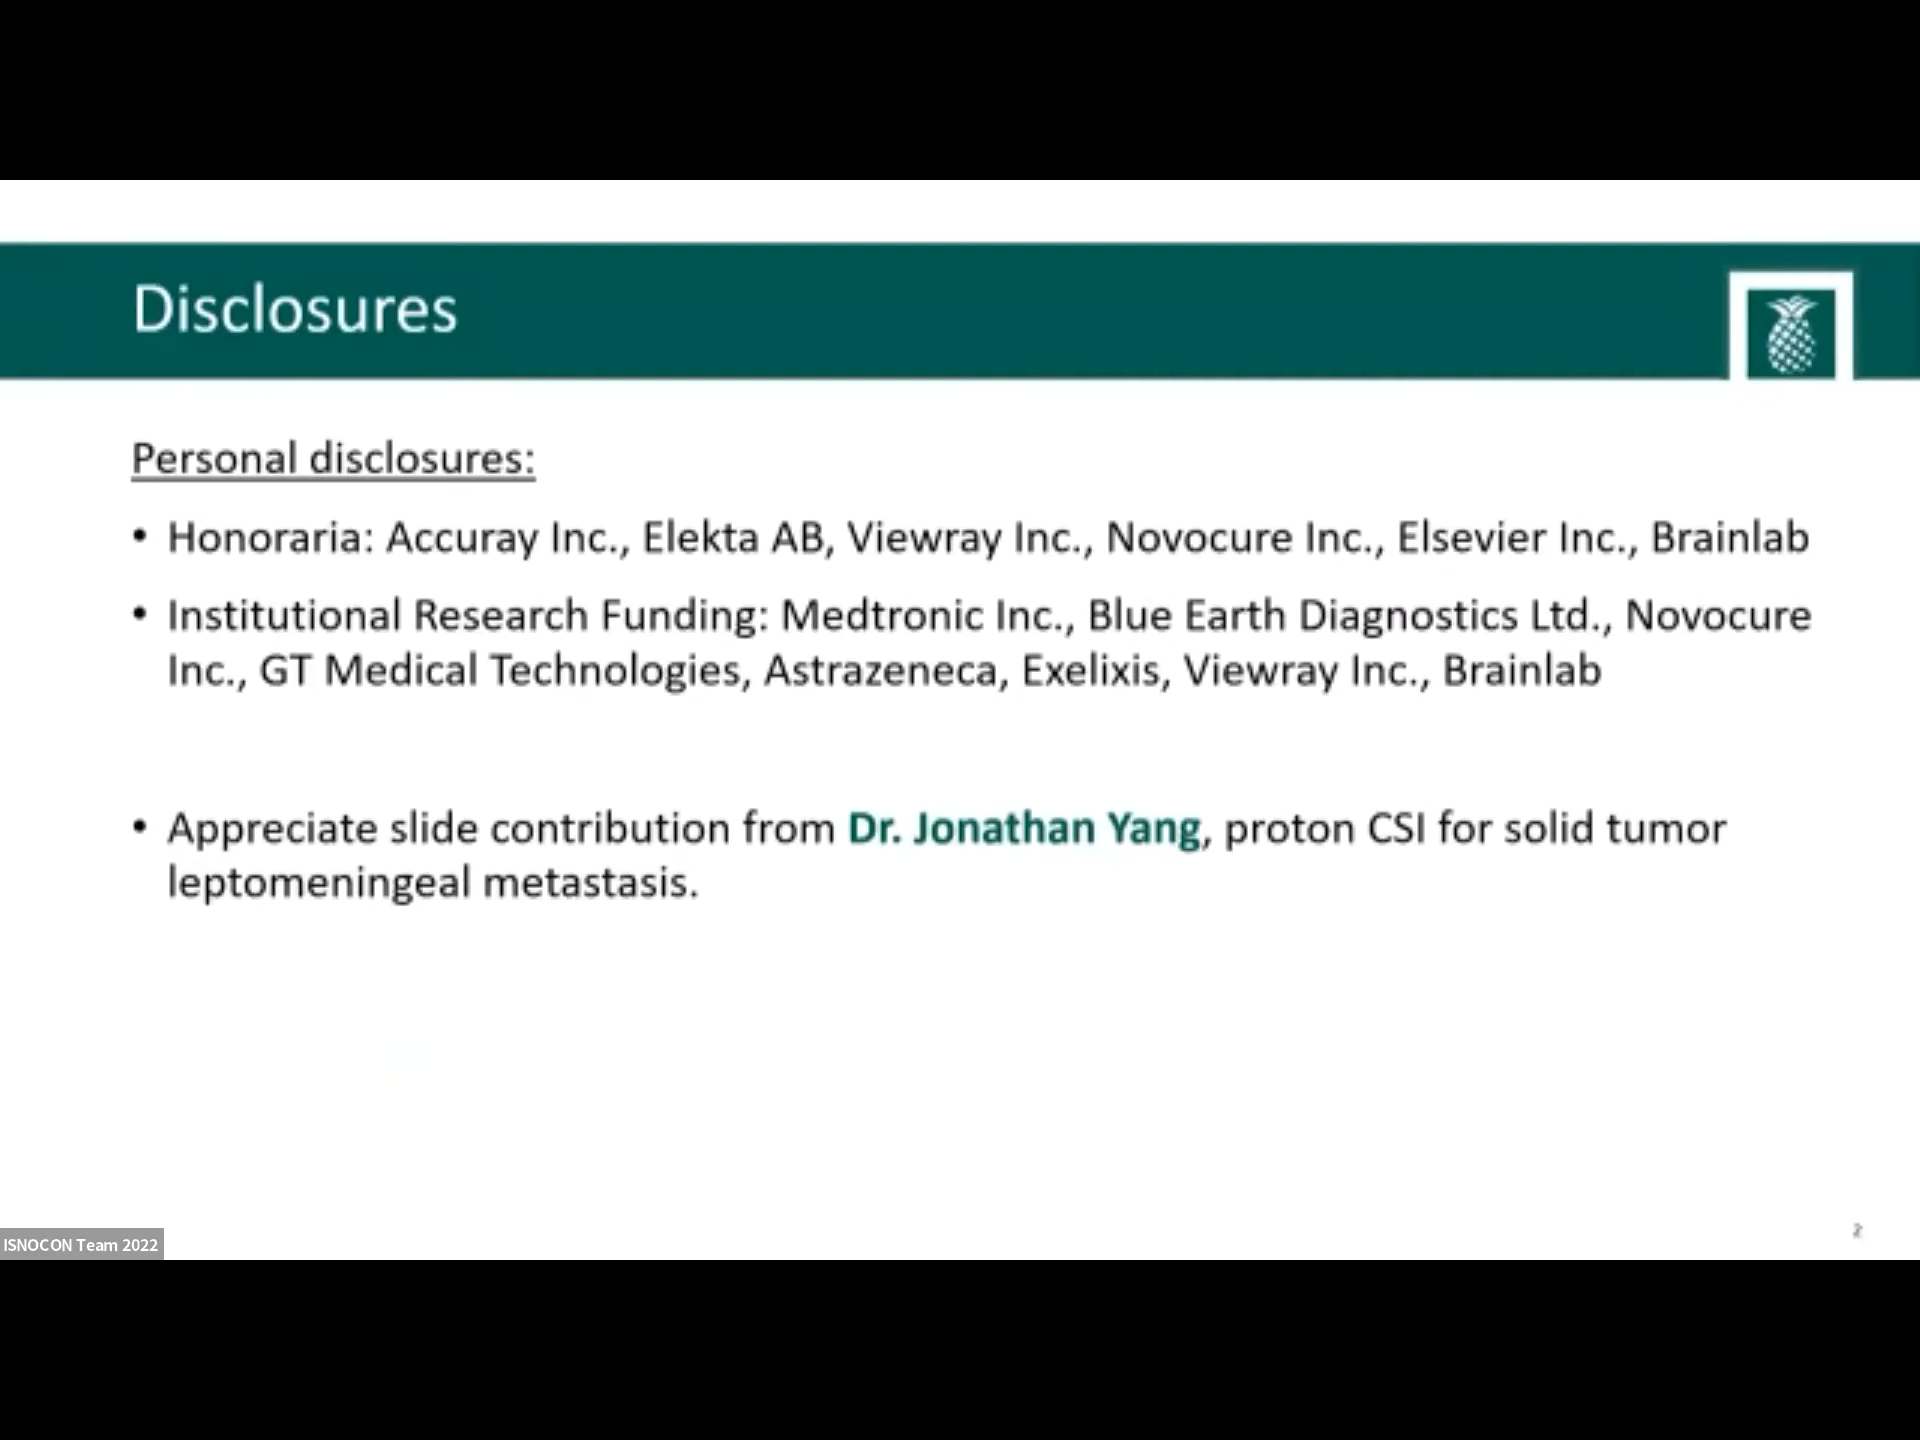 Disclosures
Personal disclosures:
• Honoraria: Accuray Inc., Elekta AB, Viewray Inc., Novocure Inc., Elsevier Inc., Brainlab
• Institutional Research Funding: Medtronic Inc., Blue Earth Diagnostics Ltd., Novocure
Inc., GT Medical Technologies, Astrazeneca, Exelixis, Viewray Inc., Brainlab
• Appreciate slide contribution from Dr. Jonathan Yang, proton CSI for solid tumor
leptomeningeal metastasis.
ISNOCON Team 2022
2